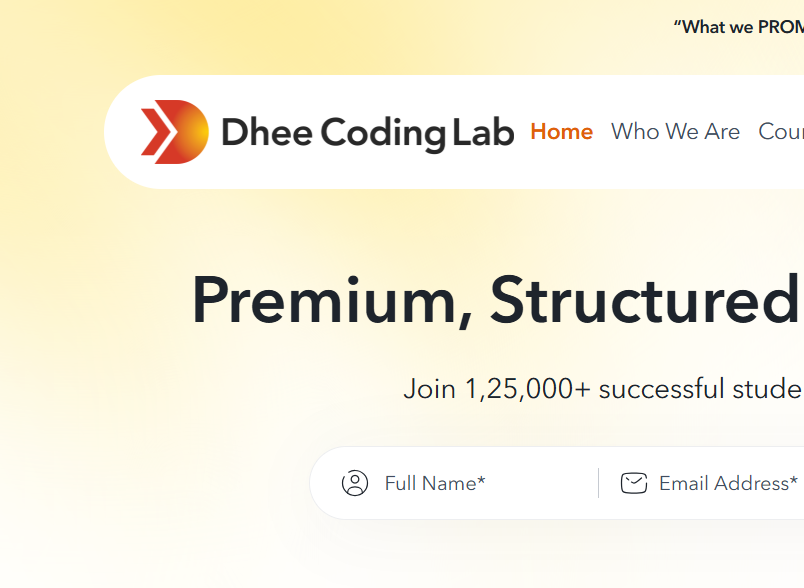 “What we PROM
Dhee Coding Lab Home Who We Are Cour
Premium, Structured
Join 1,25,000+ successful stude
Full Name* Email Address*